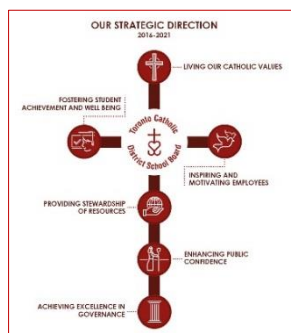 OUR STRATEGIC DIRECTION
2016-2021
LIVING OUR CATHOLIC VALUES
FOSTERING STUDENT
ACHIEVEMENT AND WELL BEING
Toronto Catholic
District School Board
INSPIRING AND
MOTIVATING EMPLOYEES
PROVIDING STEWARDSHIP
OF RESOURCES
ENHANCING PUBLIC
CONFIDENCE
ACHIEVING EXCELLENCE IN
GOVERNANCE